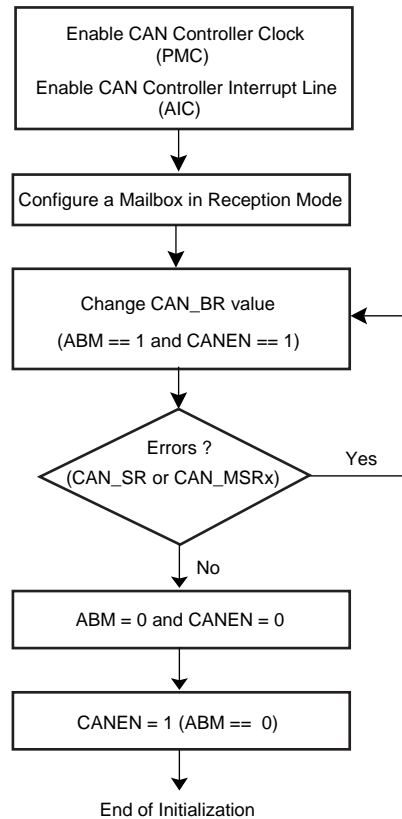 Enable CAN Controller Clock
(PMC)
Enable CAN Controller Interrupt Line
(AIC)
Configure a Mailbox in Reception Mode
Change CAN_BR value
(ABM == 1 and CANEN == 1)
Errors ?
(CAN_SR or CAN_MSRx)
Yes
No
ABM = 0 and CANEN = 0
CANEN = 1 (ABM == 0)
End of Initialization